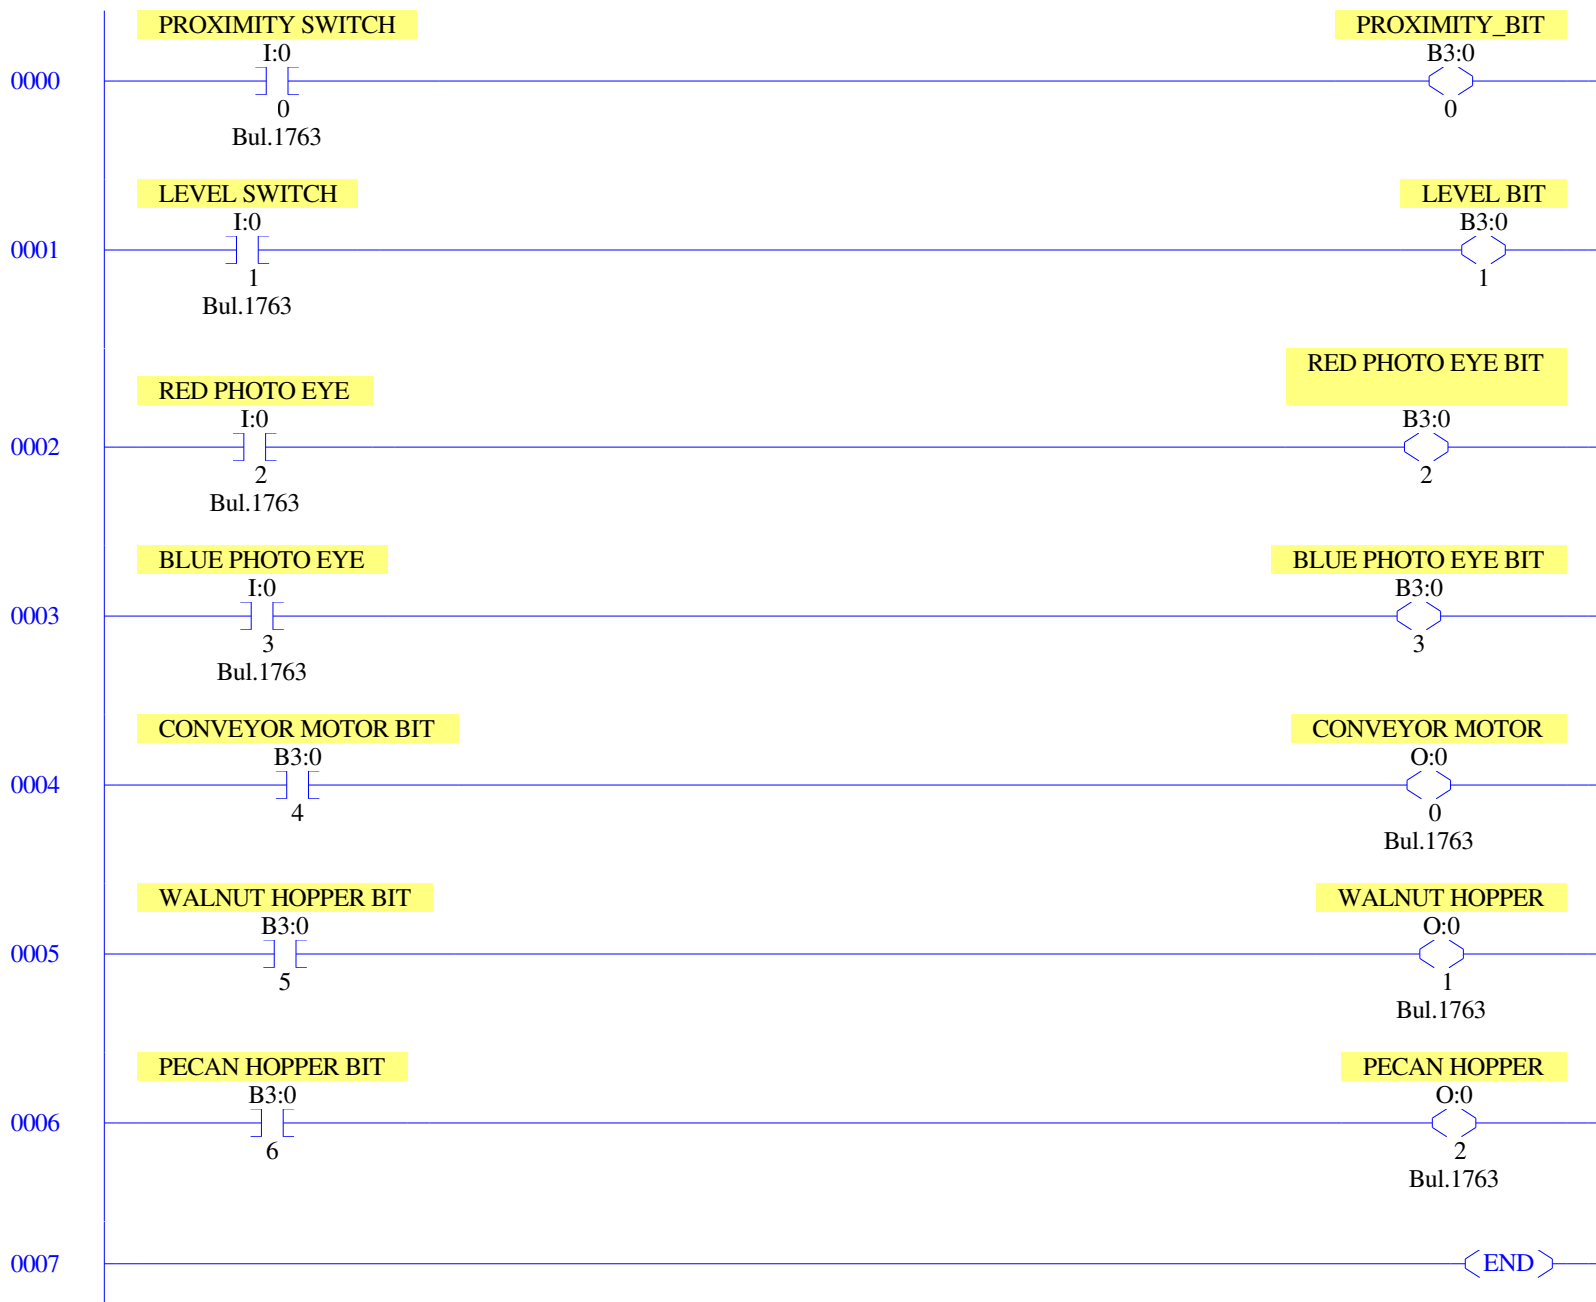 PROXIMITY SWITCH PROXIMITY_BIT
I:0 B3:0
0000
0 0
Bul.1763
LEVEL SWITCH LEVEL BIT
I:0 B3:0
0001
1 1
Bul.1763
RED PHOTO EYE BIT
RED PHOTO EYE
I:0 B3:0
0002
2 2
Bul.1763
BLUE PHOTO EYE BLUE PHOTO EYE BIT
I:0 B3:0
0003
3 3
Bul.1763
CONVEYOR MOTOR BIT CONVEYOR MOTOR
B3:0 O:0
0004
4 0
Bul.1763
WALNUT HOPPER BIT WALNUT HOPPER
B3:0 O:0
0005
5 1
Bul.1763
PECAN HOPPER BIT PECAN HOPPER
B3:0 O:0
0006
6 2
Bul.1763
0007 END